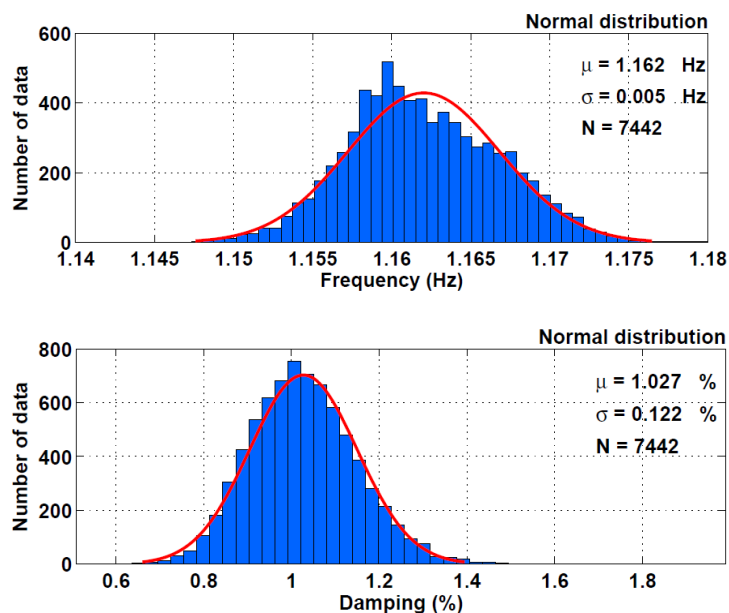 Normal distribution
600
μ = 1.162 Hz
σ = 0.005 Hz
N = 7442
400
200
0
Number of data
1.14 1.145 1.15 1.155 1.16 1.165 1.17 1.175 1.18
Frequency (Hz)
Normal distribution
800
μ = 1.027 %
σ = 0.122 %
N = 7442
600
400
200
0
Number of data
0.6 0.8 1 1.2 1.4 1.6 1.8
Damping (%)